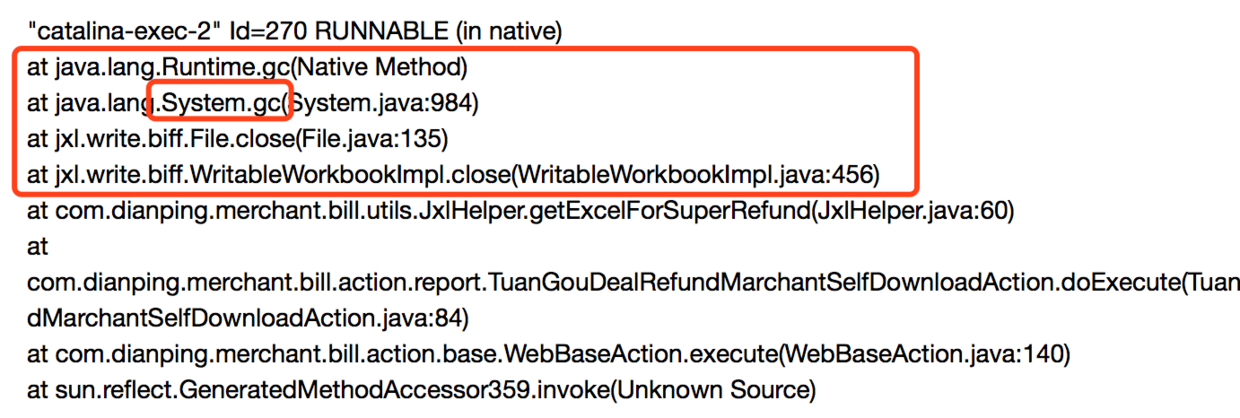 "catalina-exec-2" Id=270 RUNNABLE (in native)
at java.lang.Runtime.gc(Native Method)
at java.lang.System.gc(System.java:984)
at jxl.write.biff.File.close(File.java:135)
at jxl.write.biff.WritableWorkbookImpl.close(WritableWorkbookImpl.java:456)
at com.dianping.merchant.bill.utils.JxlHelper.getExcelForSuperRefund(JxlHelper.java:60)
at
com.dianping.merchant.bill.action.report.TuanGouDealRefundMarchantSelfDownloadAction.doExecute(Tuan
dMarchantSelfDownloadAction.java:84)
at com.dianping.merchant.bill.action.base.WebBaseAction.execute(WebBaseAction.java:140)
at sun.reflect.GeneratedMethodAccessor359.invoke(Unknown Source)